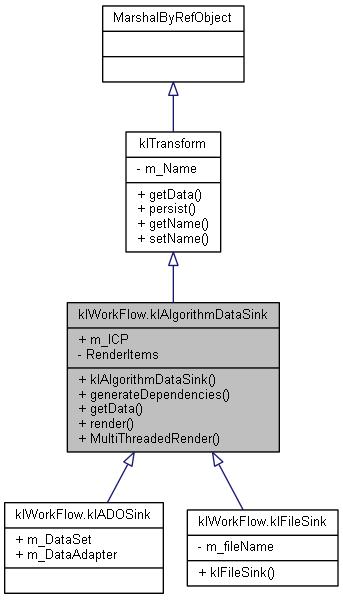 MarshalByRefObject
klTransform
- m_Name
+ getData()
+ persist()
+ getName()
+ setName()
klWorkFlow.klAlgorithmDataSink
+ m_ICP
- RenderItems
+ klAlgorithmDataSink()
+ generateDependencies()
+ getData()
+ render()
+ MultiThreadedRender()
klWorkFlow.klADOSink
+ m_DataSet
+ m_DataAdapter
klWorkFlow.klFileSink
- m_fileName
+ klFileSink()